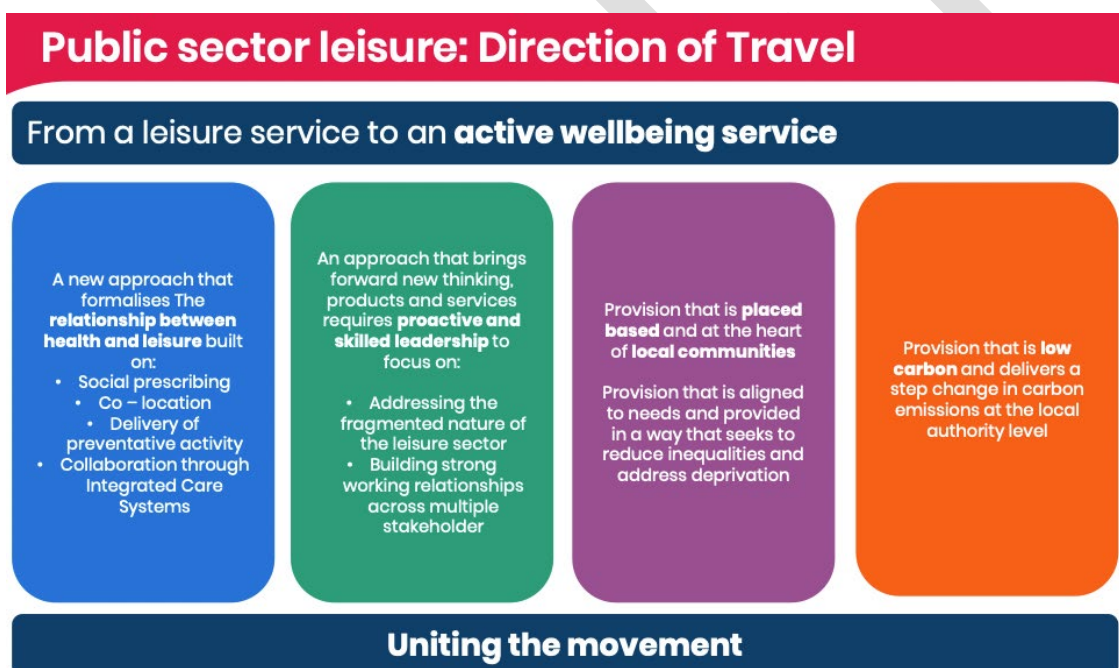 Public sector leisure: Direction of Travel
From a leisure service to an active wellbeing service
A new approach that
formalises The
relationship between
health and leisure built
on:
• Social prescribing
• Co – location
• Delivery of
preventative activity
• Collaboration through
Integrated Care
Systems
An approach that brings
forward new thinking,
products and services
requires proactive and
skilled leadership to
focus on:
• Addressing the
fragmented nature of
the leisure sector
• Building strong
working relationships
across multiple
stakeholder
Provision that is placed
based and at the heart
of local communities
Provision that is aligned
to needs and provided
in a way that seeks to
reduce inequalities and
address deprivation
Provision that is low
carbon and delivers a
step change in carbon
emissions at the local
authority level
Uniting the movement